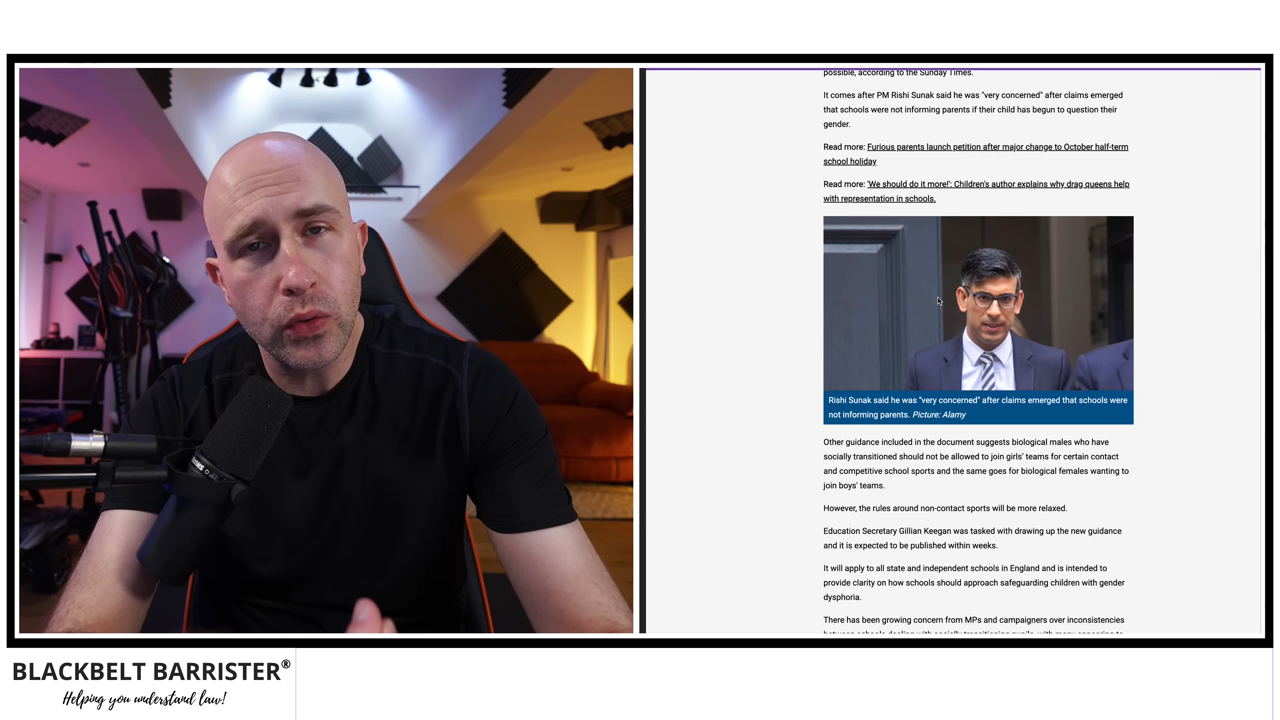 possible, according to the Sunday Times.
It comes after PM Rishi Sunak said he was "very concerned" after claims emerged
that schools were not informing parents if their child has begun to question their
gender.
Read more: Furious parents launch petition after major change to October half-term
school holiday
Read more: 'We should do it more!': Children's author explains why drag queens help
with representation in schools.
Rishi Sunak said he was "very concerned" after claims emerged that schools were
not informing parents. Picture: Alamy
Other guidance included in the document suggests biological males who have
socially transitioned should not be allowed to join girls' teams for certain contact
and competitive school sports and the same goes for biological females wanting to
join boys' teams.
However, the rules around non-contact sports will be more relaxed.
Education Secretary Gillian Keegan was tasked with drawing up the new guidance
and it is expected to be published within weeks.
It will apply to all state and independent schools in England and is intended to
provide clarity on how schools should approach safeguarding children with gender
dysphoria.
There has been growing concern from MPs and campaigners over inconsistencies
BLACKBELT BARRISTER®
Helping you understand law!